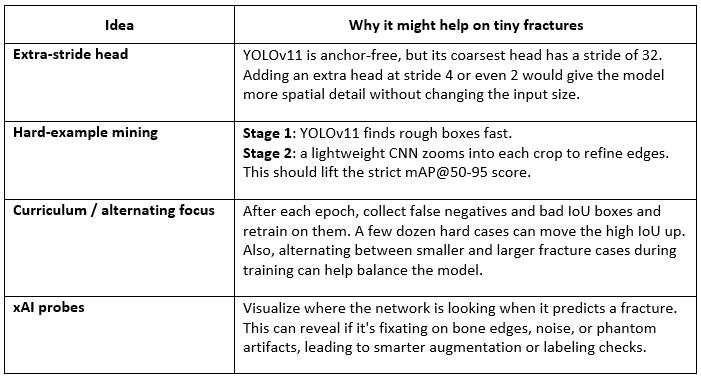 Idea
Why it might help on tiny fractures
Extra-stride head
YOLOv11 is anchor-free, but its coarsest head has a stride of 32.
Adding an extra head at stride 4 or even 2 would give the model
more spatial detail without changing the input size.
Hard-example mining
Stage 1: YOLOv11 finds rough boxes fast.
Stage 2: a lightweight CNN zooms into each crop to refine edges.
This should lift the strict mAP@50-95 score.
Curriculum / alternating focus
After each epoch, collect false negatives and bad IoU boxes and
retrain on them. A few dozen hard cases can move the high IoU up.
Also, alternating between smaller and larger fracture cases during
training can help balance the model.
xAI probes
Visualize where the network is looking when it predicts a fracture.
This can reveal if it's fixating on bone edges, noise, or phantom
artifacts, leading to smarter augmentation or labeling checks.